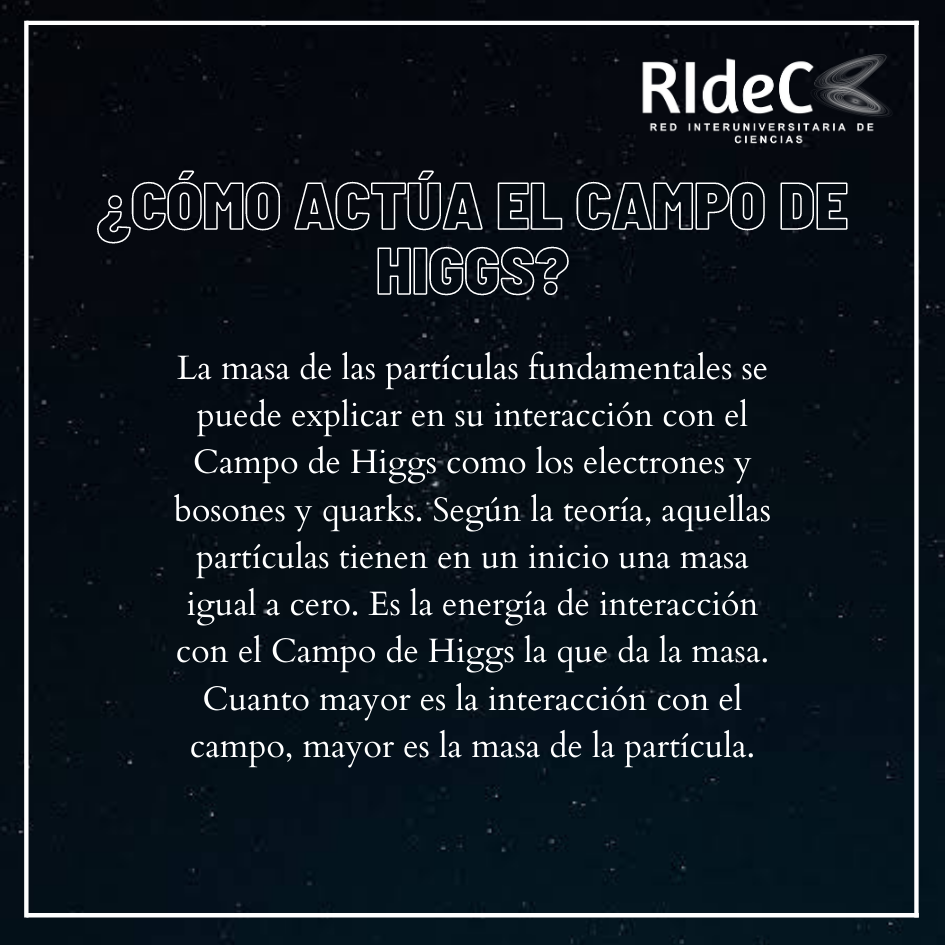 RIdeC
RED INTERUNIVERSITARIA DE
CIENCIAS
¿CÓMO ACTÚA EL CAMPO DE
HIGGS?
La masa de las partículas fundamentales se
puede explicar en su interacción con el
Campo de Higgs como los electrones y
bosones y quarks. Según la teoría, aquellas
partículas tienen en un inicio una masa
igual a cero. Es la energía de interacción
con el Campo de Higgs la que da la masa.
Cuanto mayor es la interacción con el
campo, mayor es la masa de la partícula.